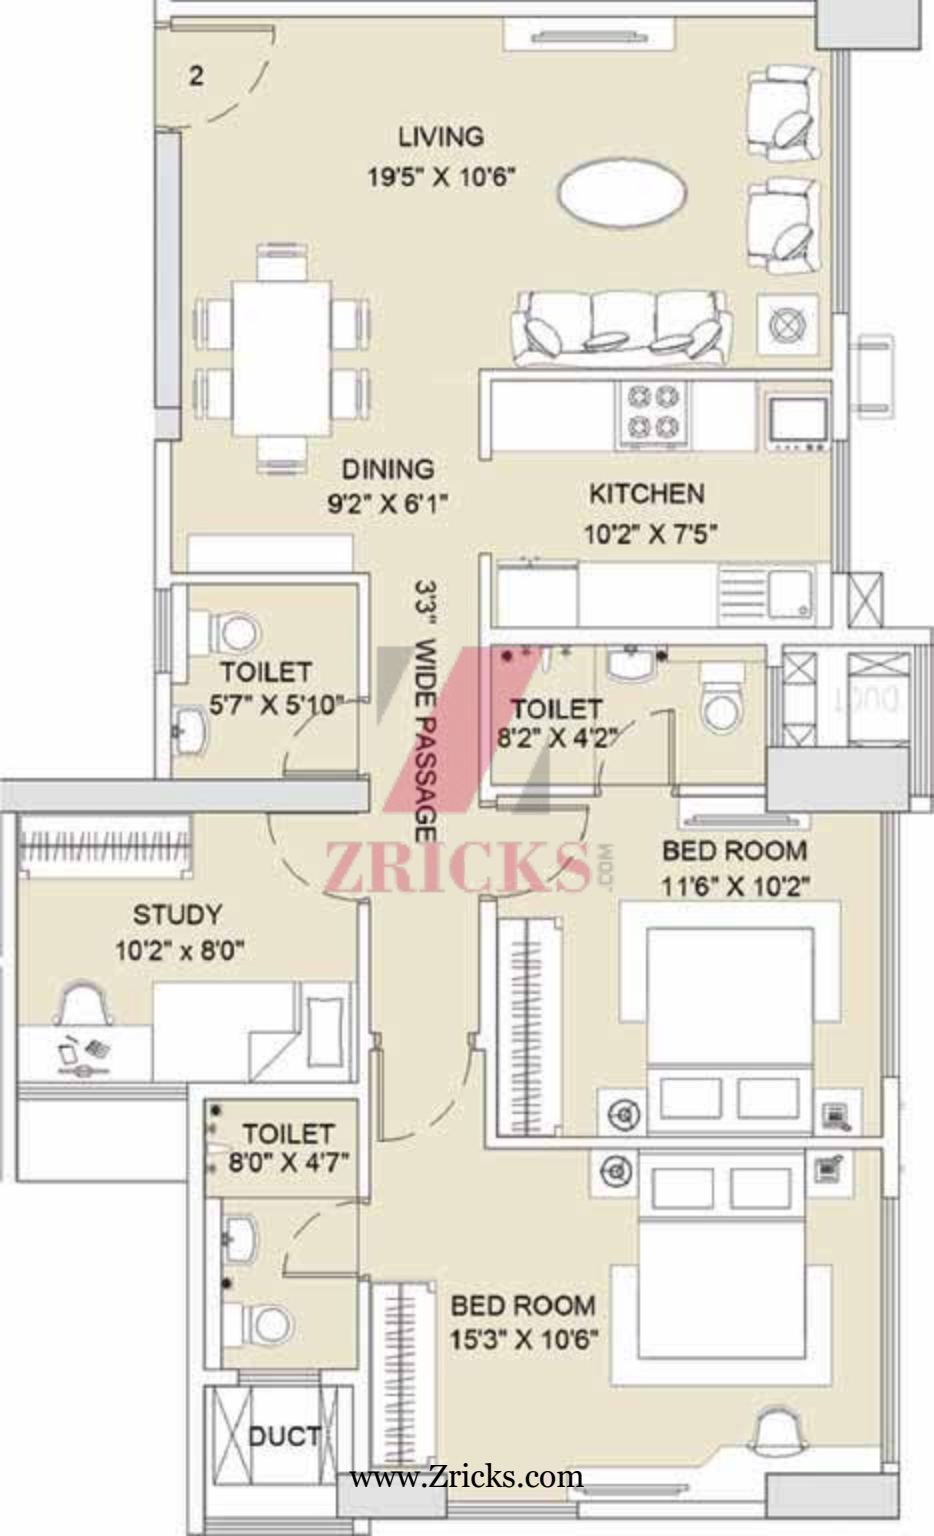 2
LIVING
19'5" X 10'6"
DINING
9'2" X 6'1"
KITCHEN
10'2" X 7'5"
3'3" WIDE PASSAGE
TOILET
5'7" X 5'10"
TOILET
8'2" X 4'2"
DUCT
ZRICKS.COM
BED ROOM
11'6" X 10'2"
STUDY
10'2" x 8'0"
TOILET
8'0" X 4'7"
BED ROOM
15'3" X 10'6"
DUCT
www.Zricks.com